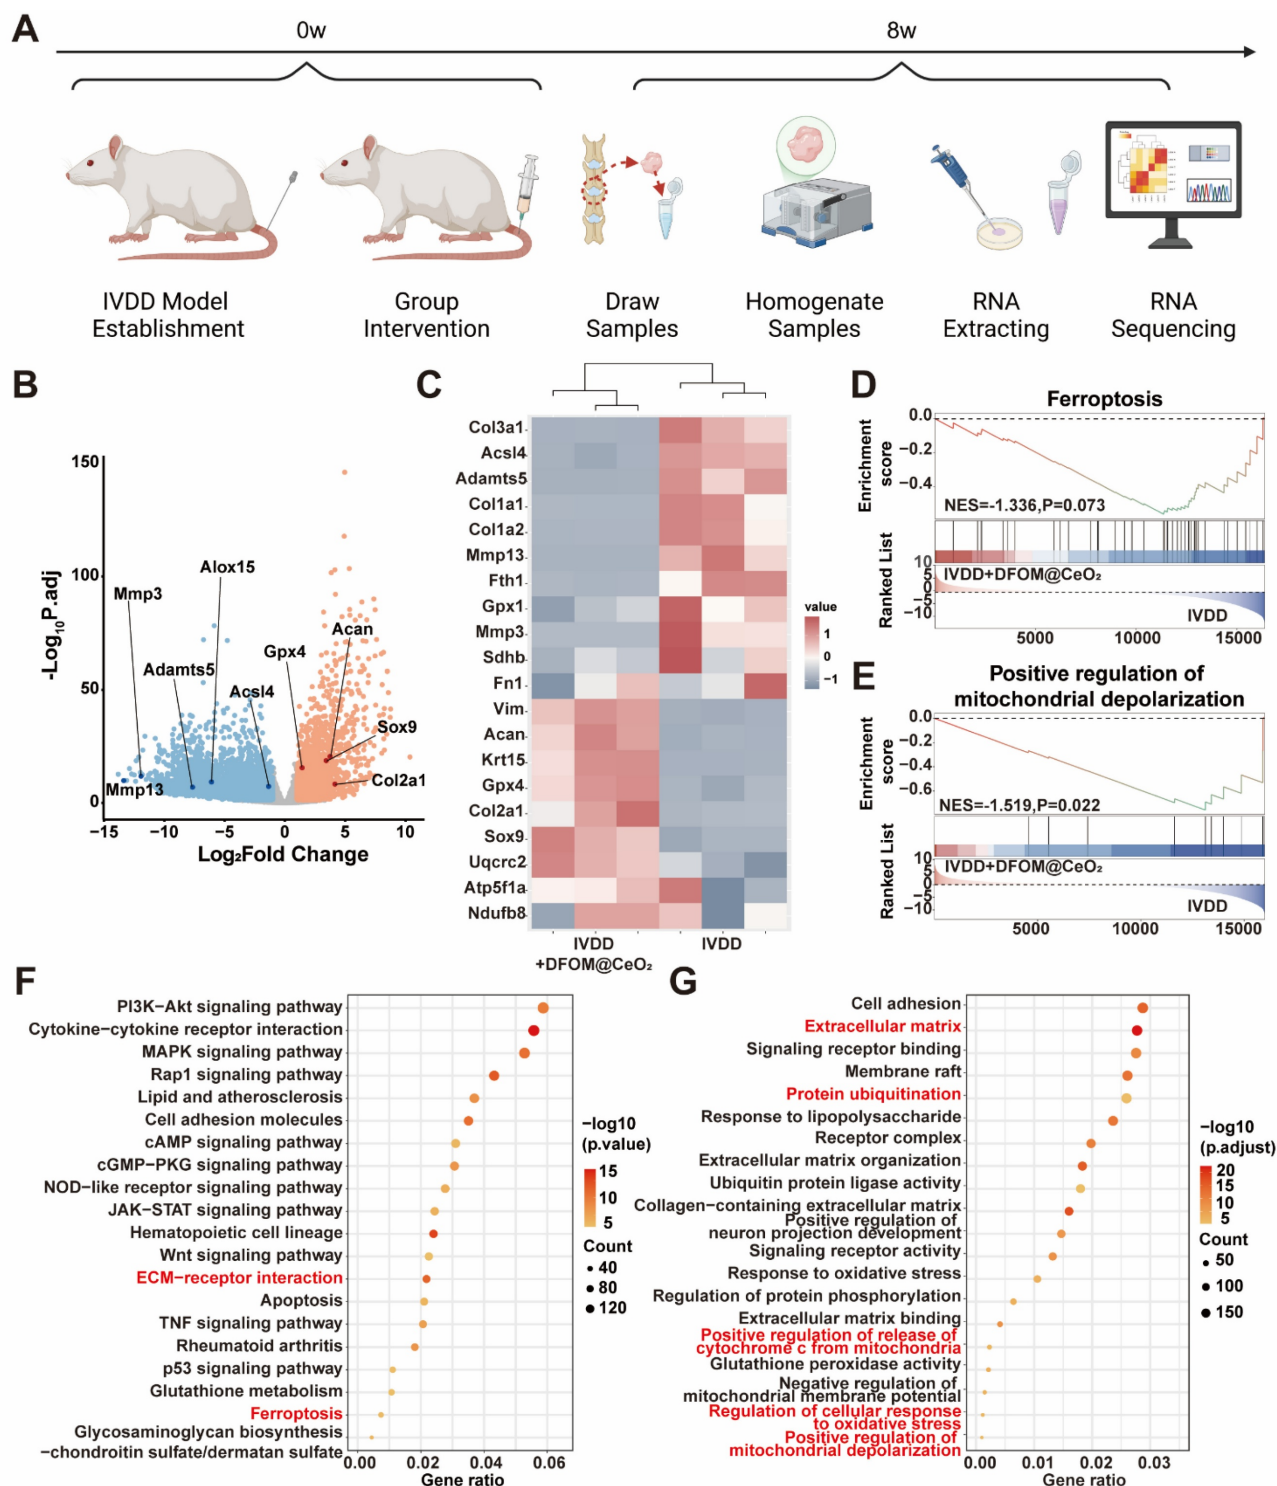 A
0w
8w
IVDD Model
Establishment
Group
Intervention
Draw
Samples
Homogenate
Samples
RNA
Extracting
RNA
Sequencing
B
-Log₁₀P.adj
150
100
50
0
Mmp3
Alox15
Adamts5
Acsl4
Gpx4
Acan
Sox9
Col2a1
Mmp13
−15
−10
−5
0
5
10
Log₂Fold Change
C
Col3a1
Acsl4
Adamts5
Col1a1
Col1a2
Mmp13
Fth1
Gpx1
Mmp3
Sdhb
Fn1
Vim
Acan
Krt15
Gpx4
Col2a1
Sox9
Uqcrc2
Atp5f1a
Ndufb8
IVDD
+DFOM@CeO₂
IVDD
value
1
0
−1
D
Ferroptosis
Enrichment
score
0.0
−0.2
−0.4
NES=-1.336,P=0.073
Ranked List
10
5
0
−5
−10
IVDD+DFOM@CeO₂
IVDD
5000
10000
15000
E
Positive regulation of
mitochondrial depolarization
Enrichment
score
0.0
−0.2
−0.4
−0.6
NES=-1.519,P=0.022
Ranked List
10
5
0
−5
−10
IVDD+DFOM@CeO₂
IVDD
5000
10000
15000
F
PI3K−Akt signaling pathway
Cytokine−cytokine receptor interaction
MAPK signaling pathway
Rap1 signaling pathway
Lipid and atherosclerosis
Cell adhesion molecules
cAMP signaling pathway
cGMP−PKG signaling pathway
NOD−like receptor signaling pathway
JAK−STAT signaling pathway
Hematopoietic cell lineage
Wnt signaling pathway
ECM−receptor interaction
Apoptosis
TNF signaling pathway
Rheumatoid arthritis
p53 signaling pathway
Glutathione metabolism
Ferroptosis
Glycosaminoglycan biosynthesis
−chondroitin sulfate/dermatan sulfate
0.00
0.02
0.04
0.06
Gene ratio
−log10
(p.value)
15
10
5
Count
40
80
120
G
Cell adhesion
Extracellular matrix
Signaling receptor binding
Membrane raft
Protein ubiquitination
Response to lipopolysaccharide
Receptor complex
Extracellular matrix organization
Ubiquitin protein ligase activity
Collagen−containing extracellular matrix
Positive regulation of
neuron projection development
Signaling receptor activity
Response to oxidative stress
Regulation of protein phosphorylation
Extracellular matrix binding
Positive regulation of release of
cytochrome c from mitochondria
Glutathione peroxidase activity
Negative regulation of
mitochondrial membrane potential
Regulation of cellular response
to oxidative stress
Positive regulation of
mitochondrial depolarization
0.00
0.01
0.02
0.03
Gene ratio
−log10
(p.adjust)
20
15
10
5
Count
50
100
150